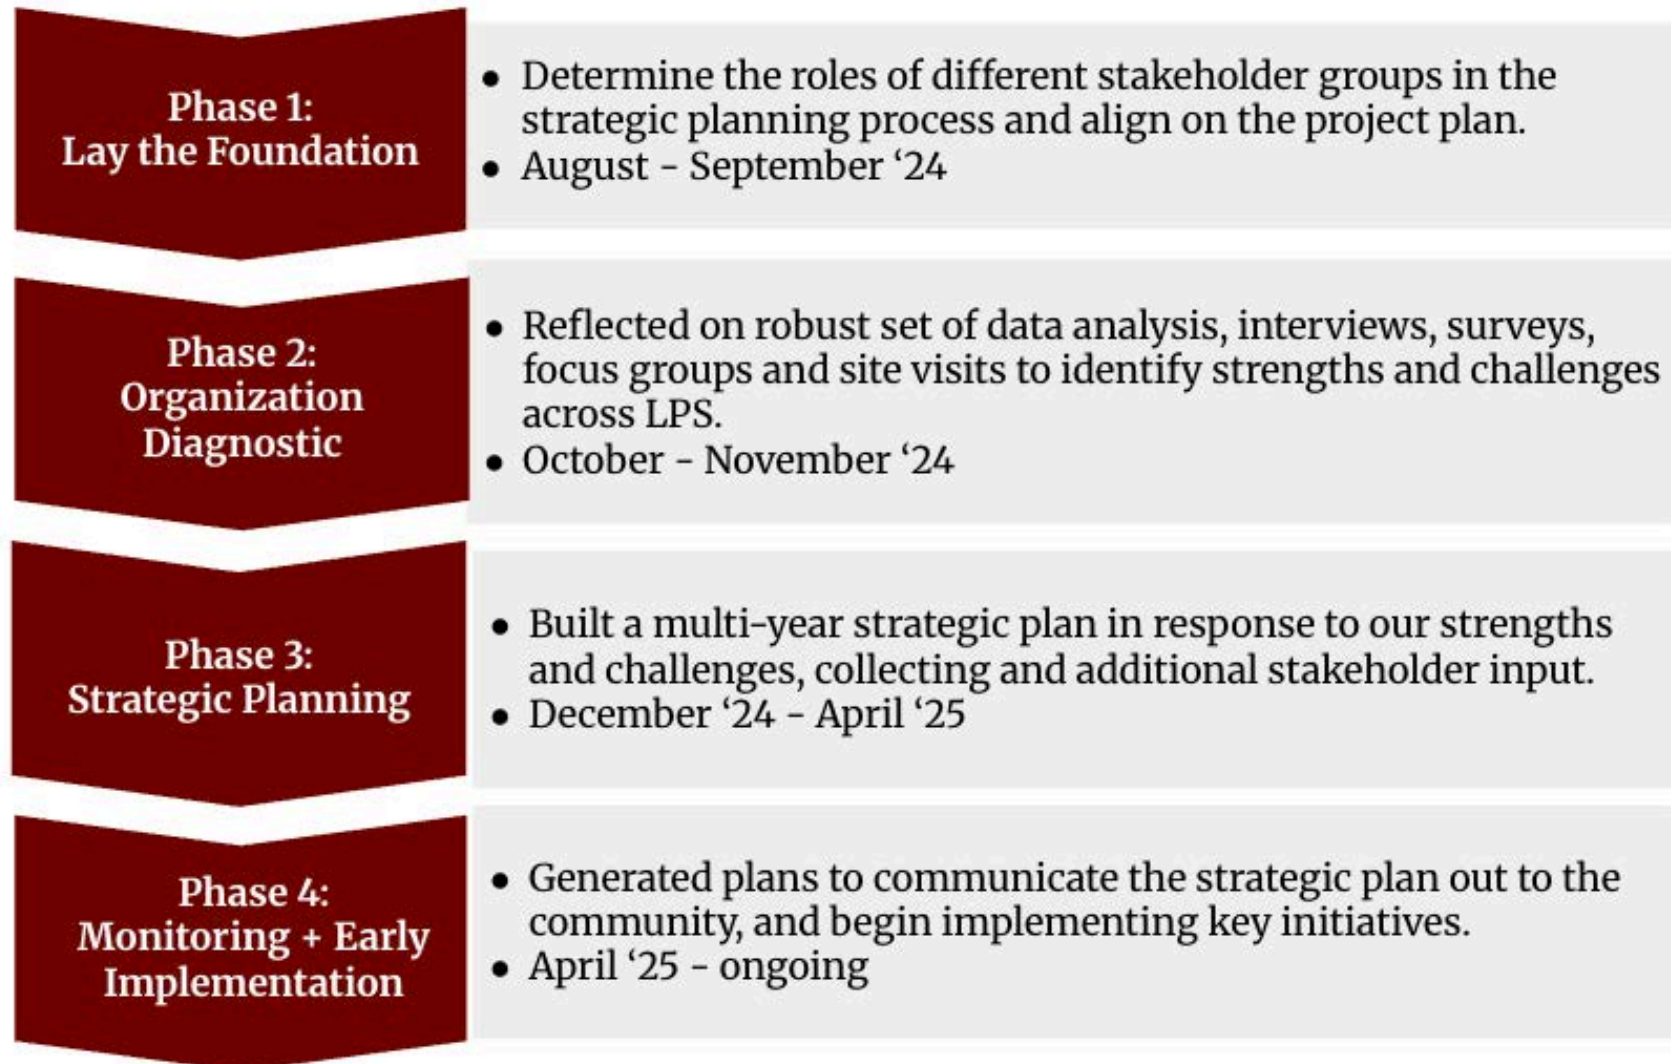 Phase 1:
Lay the Foundation
• Determine the roles of different stakeholder groups in the
strategic planning process and align on the project plan.
• August - September ‘24
Phase 2:
Organization
Diagnostic
• Reflected on robust set of data analysis, interviews, surveys,
focus groups and site visits to identify strengths and challenges
across LPS.
• October - November ‘24
Phase 3:
Strategic Planning
• Built a multi-year strategic plan in response to our strengths
and challenges, collecting and additional stakeholder input.
• December ‘24 - April ‘25
Phase 4:
Monitoring + Early
Implementation
• Generated plans to communicate the strategic plan out to the
community, and begin implementing key initiatives.
• April ‘25 - ongoing